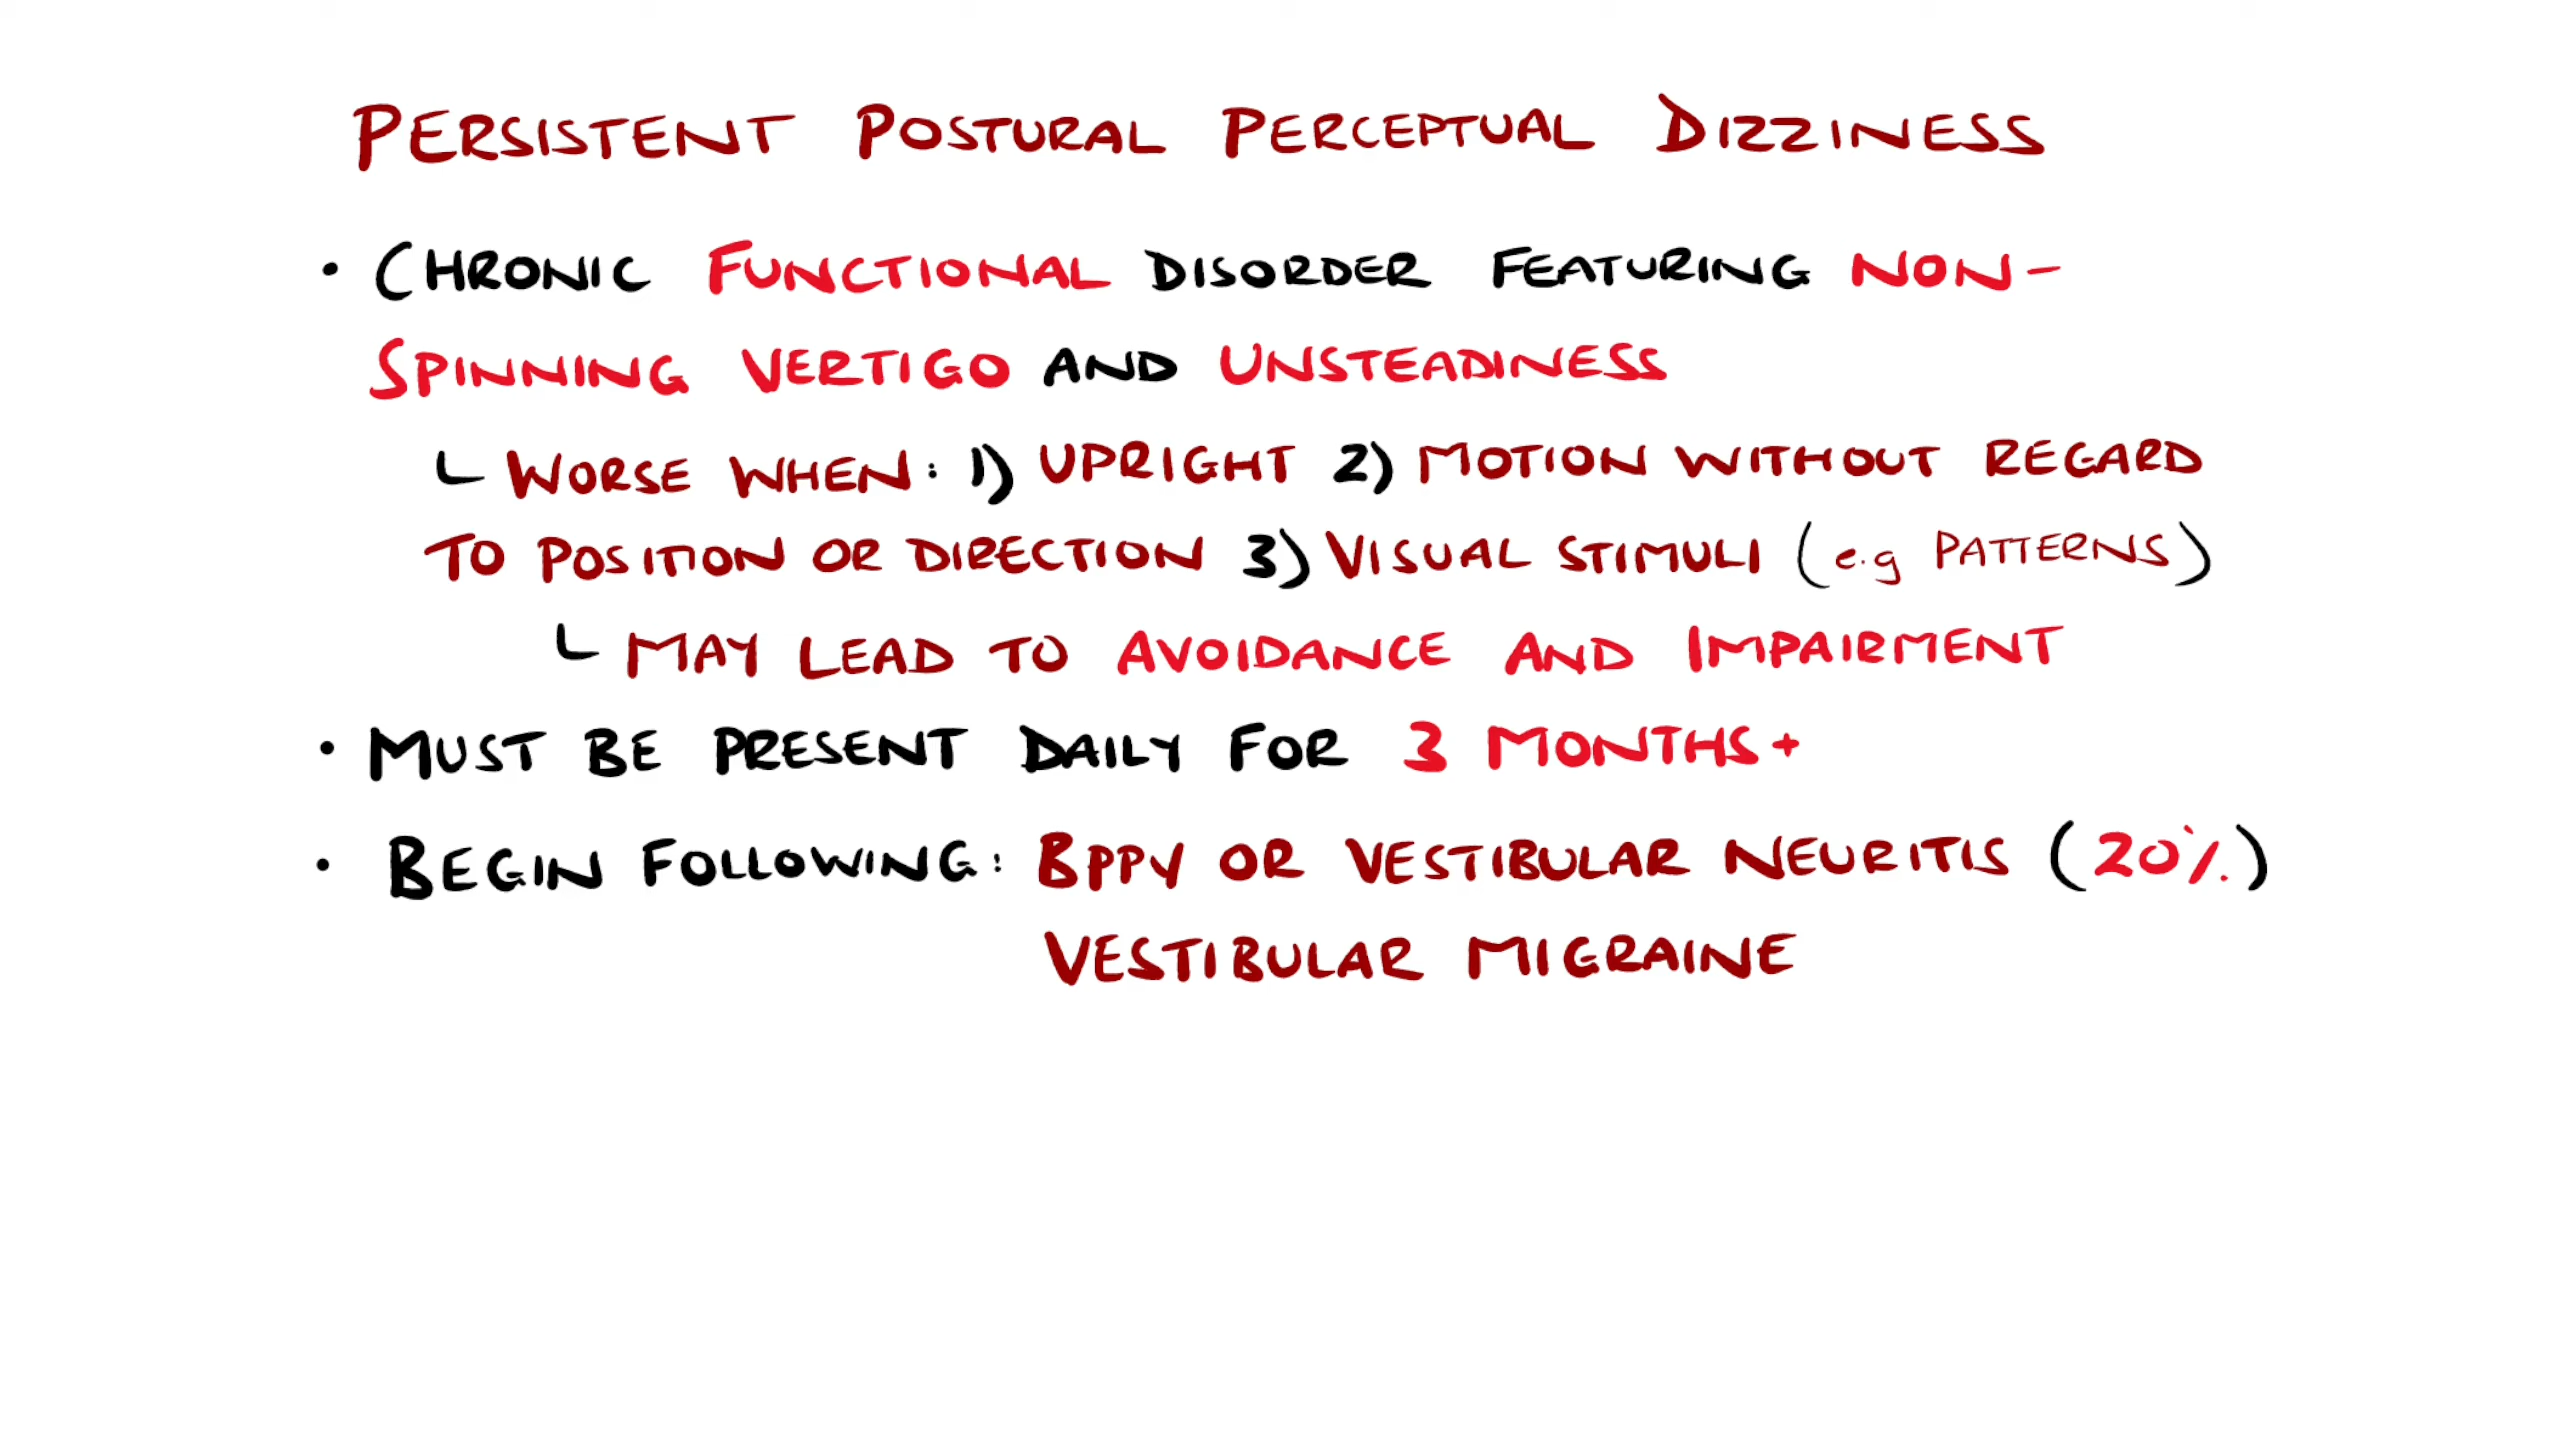 PERSISTENT POSTURAL PERCEPTUAL DIZZINESS
• CHRONIC FUNCTIONAL DISORDER FEATURING NON-
SPINNING VERTIGO AND UNSTEADINESS
└ WORSE WHEN: 1) UPRIGHT 2) MOTION WITHOUT REGARD
TO POSITION OR DIRECTION 3) VISUAL STIMULI (e.g PATTERNS)
└ MAY LEAD TO AVOIDANCE AND IMPAIRMENT
• MUST BE PRESENT DAILY FOR 3 MONTHS+
• BEGIN FOLLOWING: BPPV OR VESTIBULAR NEURITIS (20%)
VESTIBULAR MIGRAINE